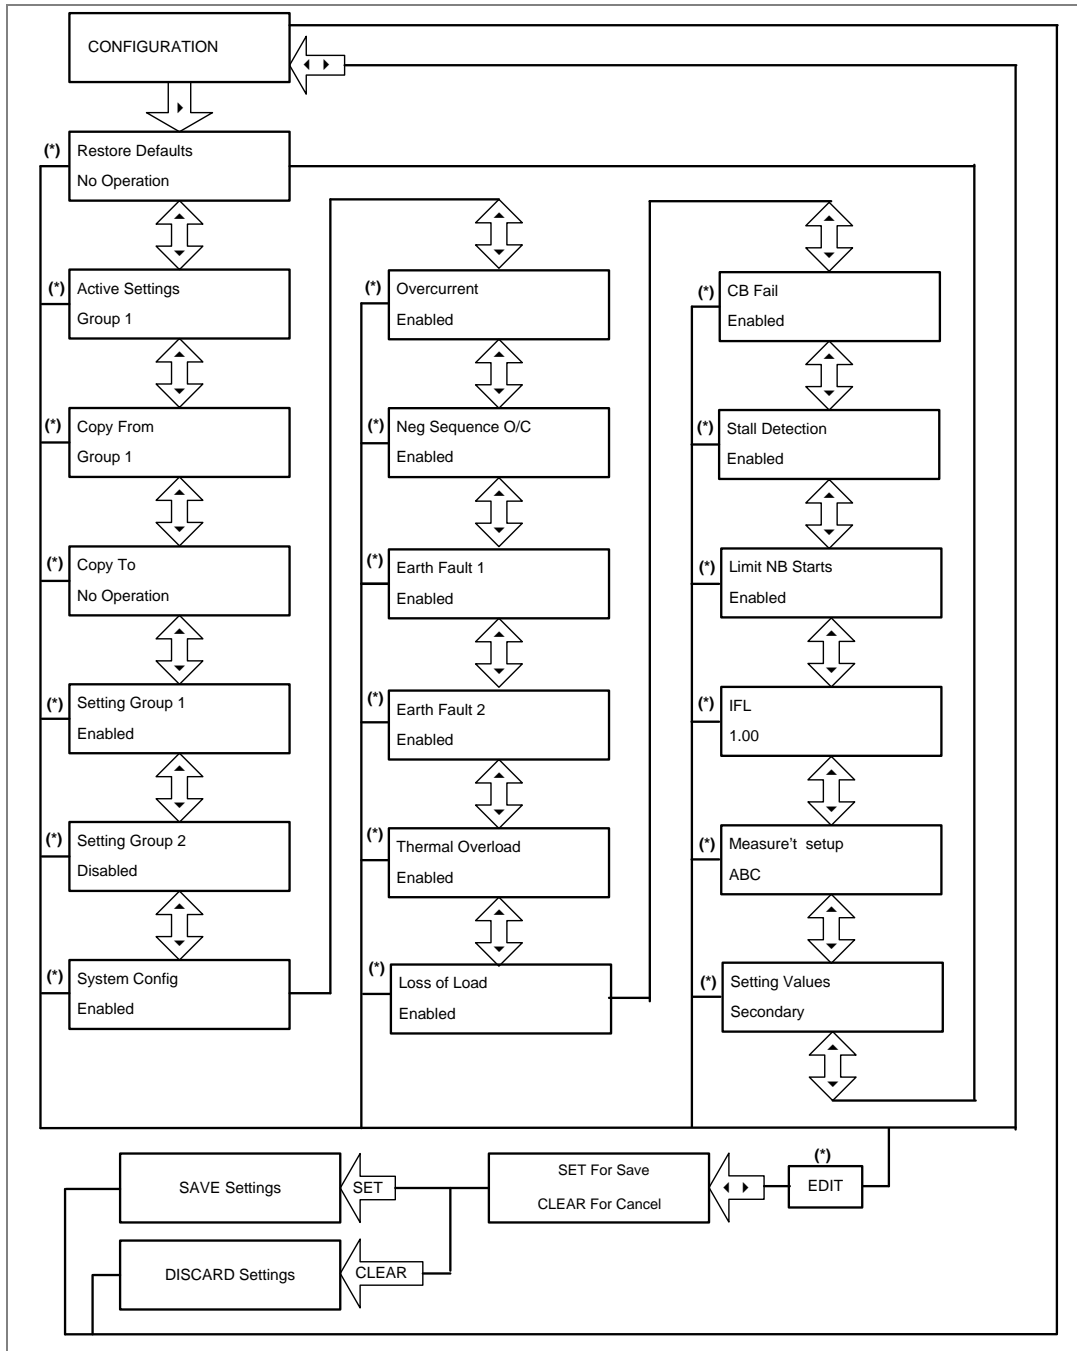 CONFIGURATION
(*)
Restore Defaults
No Operation
(*)
Active Settings
Group 1
(*)
Copy From
Group 1
(*)
Copy To
No Operation
(*)
Setting Group 1
Enabled
(*)
Setting Group 2
Disabled
(*)
System Config
Enabled
(*)
Overcurrent
Enabled
(*)
Neg Sequence O/C
Enabled
(*)
Earth Fault 1
Enabled
(*)
Earth Fault 2
Enabled
(*)
Thermal Overload
Enabled
(*)
Loss of Load
Enabled
(*)
CB Fail
Enabled
(*)
Stall Detection
Enabled
(*)
Limit NB Starts
Enabled
(*)
IFL
1.00
(*)
Measure't setup
ABC
(*)
Setting Values
Secondary
(*)
EDIT
SET For Save
CLEAR For Cancel
SET
SAVE Settings
CLEAR
DISCARD Settings